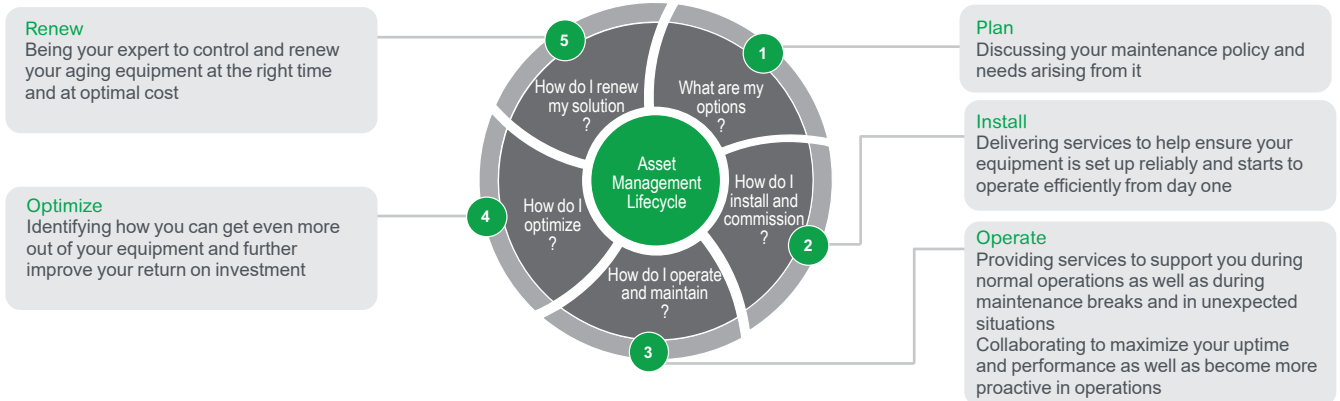 Renew
Being your expert to control and renew
your aging equipment at the right time
and at optimal cost
Optimize
Identifying how you can get even more
out of your equipment and further
improve your return on investment
5
How do I renew
my solution
?
1
What are my
options
?
Asset
Management
Lifecycle
How do I
install and
commission
?
2
4
How do I
optimize
?
How do I operate
and maintain
?
3
Plan
Discussing your maintenance policy and
needs arising from it
Install
Delivering services to help ensure your
equipment is set up reliably and starts to
operate efficiently from day one
Operate
Providing services to support you during
normal operations as well as during
maintenance breaks and in unexpected
situations
Collaborating to maximize your uptime
and performance as well as become more
proactive in operations